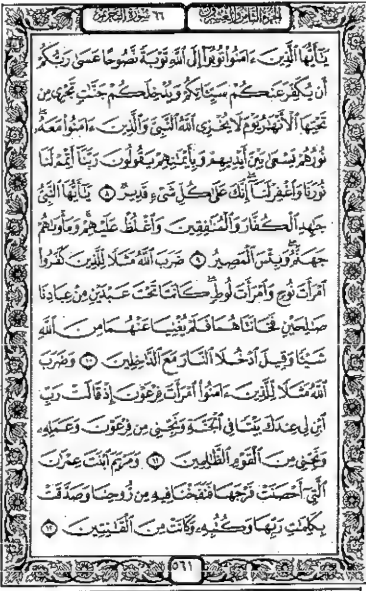 الجزء الثامن والعشرون
٦٦ سورة التحريم
يَٰٓأَيُّهَا ٱلَّذِينَ ءَامَنُوا۟ تُوبُوٓا۟ إِلَى ٱللَّهِ تَوْبَةً نَّصُوحًا عَسَىٰ رَبُّكُمْ
أَن يُكَفِّرَ عَنكُمْ سَيِّـَٔاتِكُمْ وَيُدْخِلَكُمْ جَنَّٰتٍ تَجْرِى مِن
تَحْتِهَا ٱلْأَنْهَٰرُ يَوْمَ لَا يُخْزِى ٱللَّهُ ٱلنَّبِىَّ وَٱلَّذِينَ ءَامَنُوا۟ مَعَهُۥ
نُورُهُمْ يَسْعَىٰ بَيْنَ أَيْدِيهِمْ وَبِأَيْمَٰنِهِمْ يَقُولُونَ رَبَّنَآ أَتْمِمْ لَنَا
نُورَنَا وَٱغْفِرْ لَنَآ إِنَّكَ عَلَىٰ كُلِّ شَىْءٍ قَدِيرٌ ٨ يَٰٓأَيُّهَا ٱلنَّبِىُّ
جَٰهِدِ ٱلْكُفَّارَ وَٱلْمُنَٰفِقِينَ وَٱغْلُظْ عَلَيْهِمْ وَمَأْوَىٰهُمْ
جَهَنَّمُ وَبِئْسَ ٱلْمَصِيرُ ٩ ضَرَبَ ٱللَّهُ مَثَلًا لِّلَّذِينَ كَفَرُوا۟
ٱمْرَأَتَ نُوحٍ وَٱمْرَأَتَ لُوطٍ كَانَتَا تَحْتَ عَبْدَيْنِ مِنْ عِبَادِنَا
صَٰلِحَيْنِ فَخَانَتَاهُمَا فَلَمْ يُغْنِيَا عَنْهُمَا مِنَ ٱللَّهِ
شَيْـًٔا وَقِيلَ ٱدْخُلَا ٱلنَّارَ مَعَ ٱلدَّٰخِلِينَ ١٠ وَضَرَبَ
ٱللَّهُ مَثَلًا لِّلَّذِينَ ءَامَنُوا۟ ٱمْرَأَتَ فِرْعَوْنَ إِذْ قَالَتْ رَبِّ
ٱبْنِ لِى عِندَكَ بَيْتًا فِى ٱلْجَنَّةِ وَنَجِّنِى مِن فِرْعَوْنَ وَعَمَلِهِۦ
وَنَجِّنِى مِنَ ٱلْقَوْمِ ٱلظَّٰلِمِينَ ١١ وَمَرْيَمَ ٱبْنَتَ عِمْرَٰنَ
ٱلَّتِىٓ أَحْصَنَتْ فَرْجَهَا فَنَفَخْنَا فِيهِ مِن رُّوحِنَا وَصَدَّقَتْ
بِكَلِمَٰتِ رَبِّهَا وَكُتُبِهِۦ وَكَانَتْ مِنَ ٱلْقَٰنِتِينَ ١٢
٥٦١